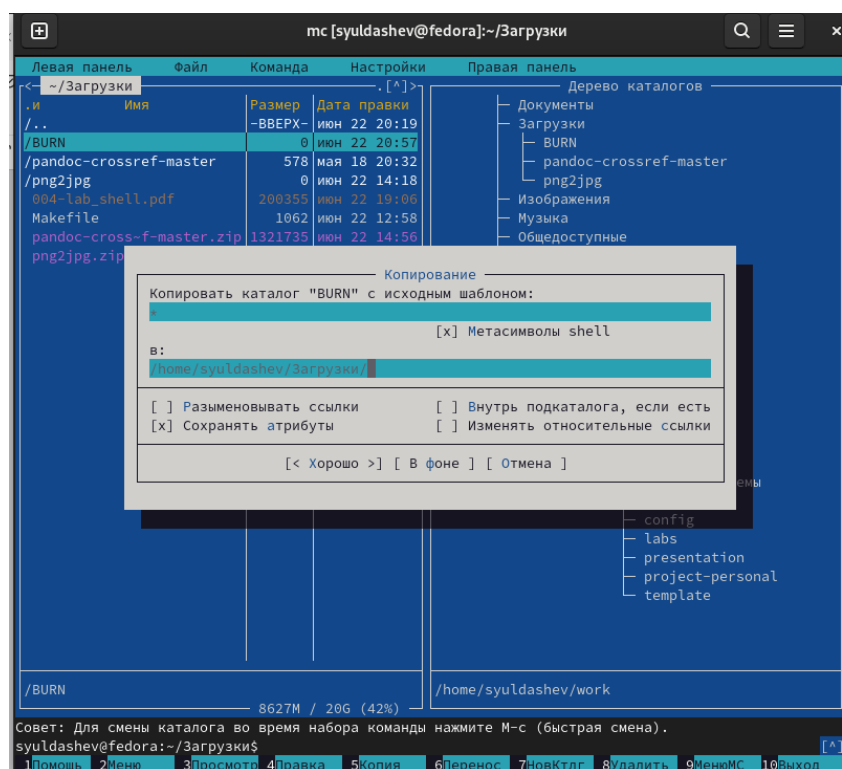 mc [syuldashev@fedora]:~/Загрузки
Левая панель Файл Команда Настройки Правая панель
<— ~/Загрузки .[^]>
.и Имя Размер Дата правки
/.. -ВВЕРХ- июн 22 20:19
/BURN 0 июн 22 20:57
/pandoc-crossref-master 578 мая 18 20:32
/png2jpg 0 июн 22 14:18
004-lab_shell.pdf 200355 июн 22 19:06
Makefile 1062 июн 22 12:58
pandoc-cross~f-master.zip 1321735 июн 22 14:56
png2jpg.zip
Дерево каталогов
Документы
Загрузки
BURN
pandoc-crossref-master
png2jpg
Изображения
Музыка
Общедоступные
Копирование
Копировать каталог "BURN" с исходным шаблоном:
*
[x] Метасимволы shell
в:
/home/syuldashev/Загрузки/
[ ] Разыменовывать ссылки [ ] Внутрь подкаталога, если есть
[x] Сохранять атрибуты [ ] Изменять относительные ссылки
[< Хорошо >] [ В фоне ] [ Отмена ]
емы
config
labs
presentation
project-personal
template
/BURN
8627M / 20G (42%)
/home/syuldashev/work
Совет: Для смены каталога во время набора команды нажмите M-c (быстрая смена).
syuldashev@fedora:~/Загрузки$ [^]
1Помощь 2Меню 3Просмотр 4Правка 5Копия 6Перенос 7НовКтлг 8Удалить 9МенюМС 10Выход